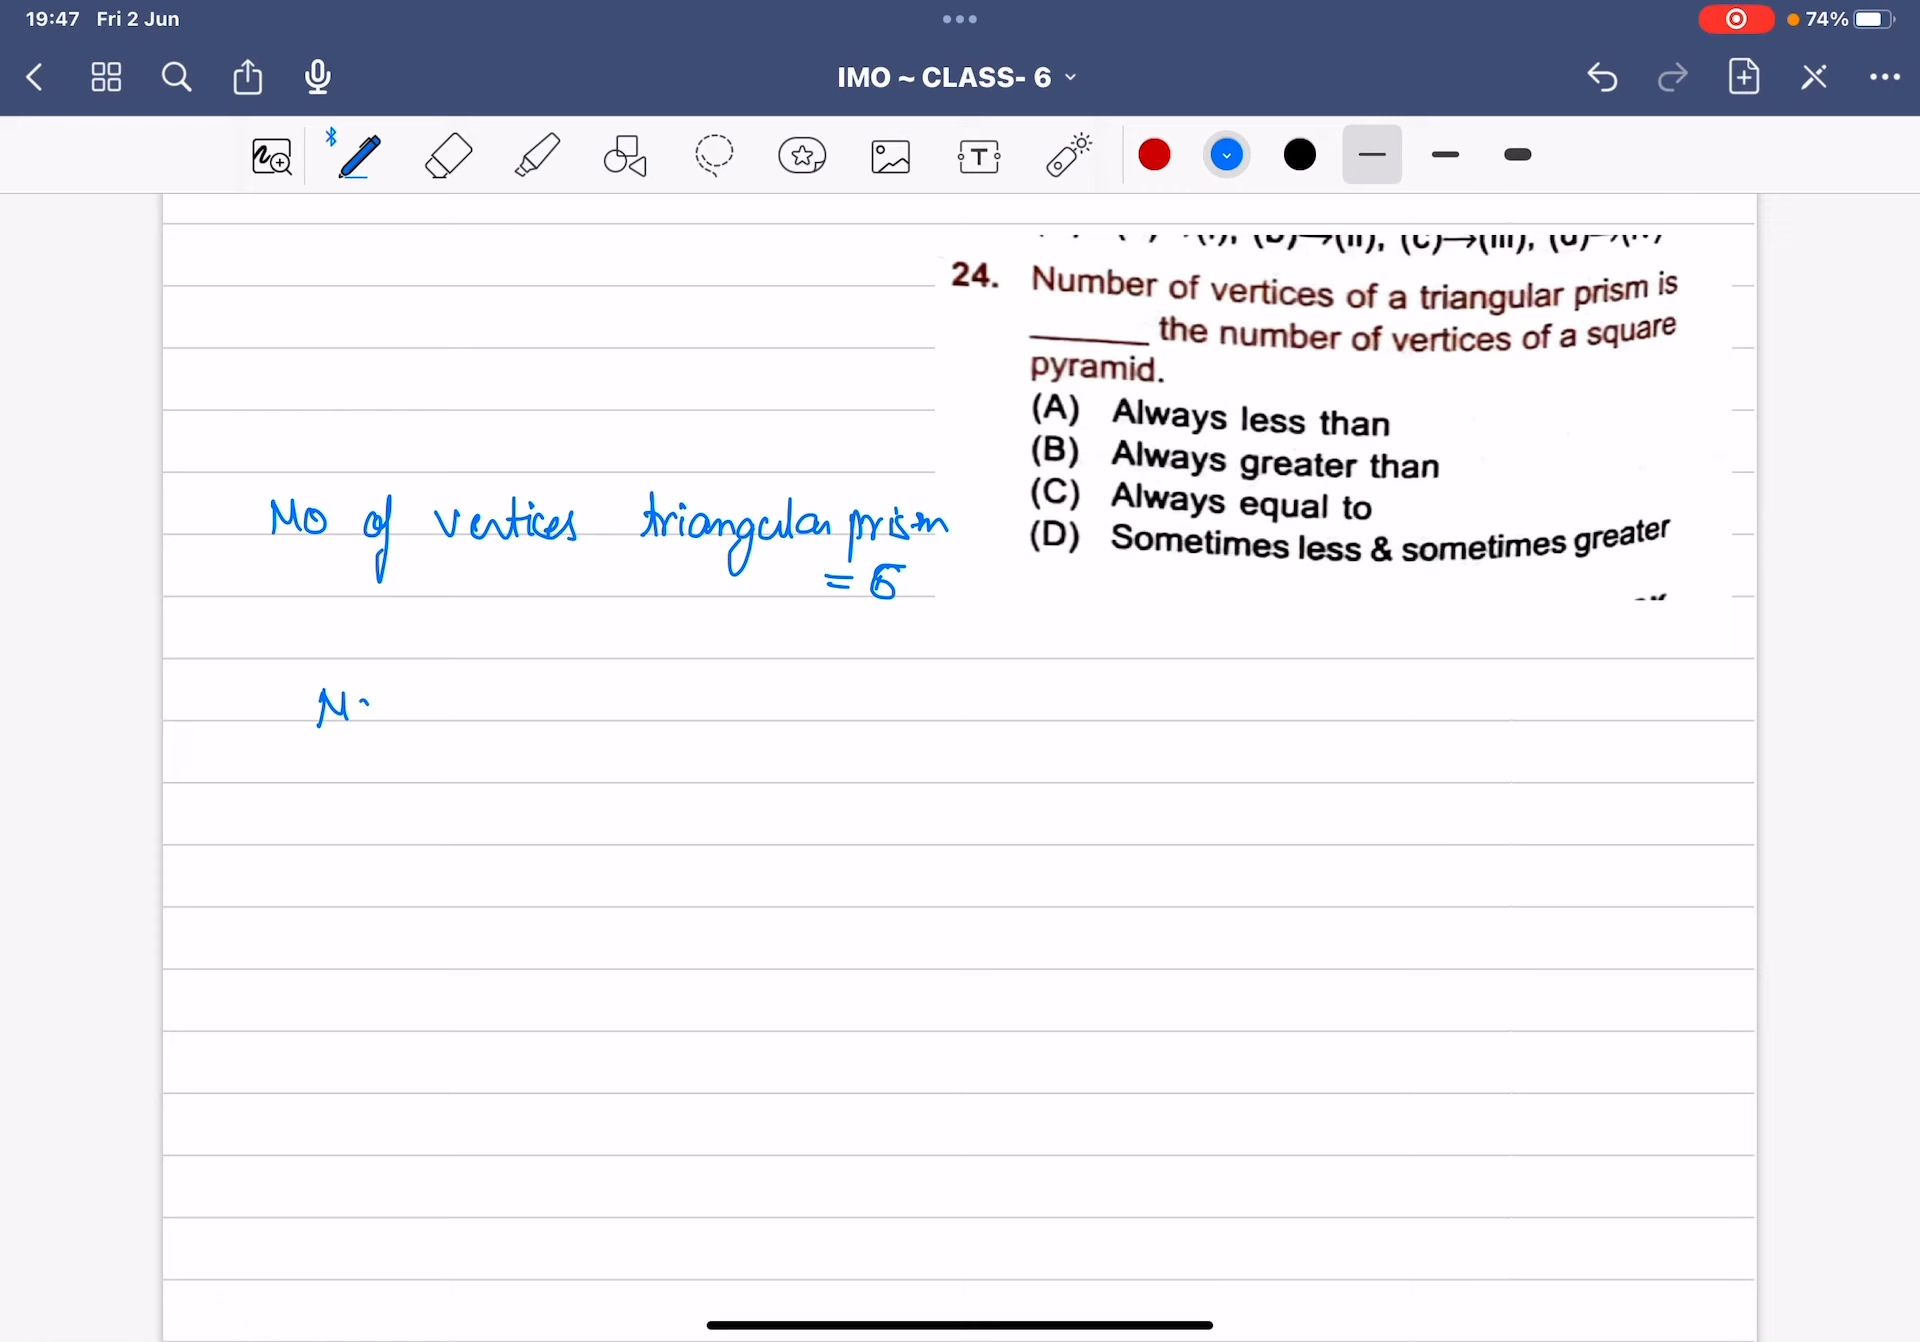 19:47 Fri 2 Jun
74%
IMO ~ CLASS- 6
24. Number of vertices of a triangular prism is
______ the number of vertices of a square
pyramid.
(A) Always less than
(B) Always greater than
(C) Always equal to
(D) Sometimes less & sometimes greater
No of vertices triangular prism
= 6
N